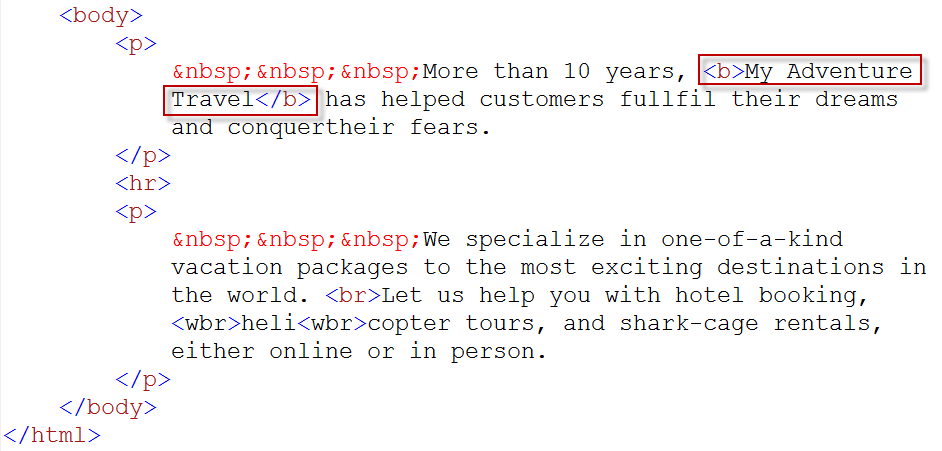 <body>
<p>
&nbsp;&nbsp;&nbsp;More than 10 years, <b>My Adventure
Travel</b> has helped customers fullfil their dreams
and conquertheir fears.
</p>
<hr>
<p>
&nbsp;&nbsp;&nbsp;We specialize in one-of-a-kind
vacation packages to the most exciting destinations in
the world. <br>Let us help you with hotel booking,
<wbr>heli<wbr>copter tours, and shark-cage rentals,
either online or in person.
</p>
</body>
</html>